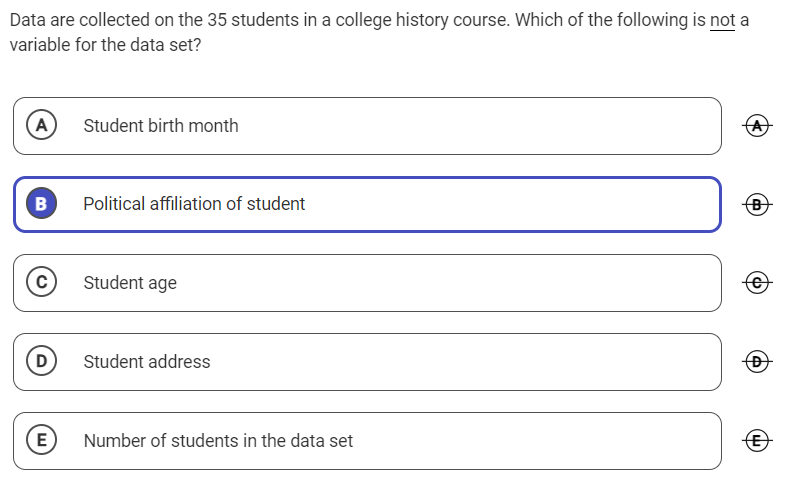 Data are collected on the 35 students in a college history course. Which of the following is not a
variable for the data set?
A Student birth month A
B Political affiliation of student B
C Student age C
D Student address D
E Number of students in the data set E